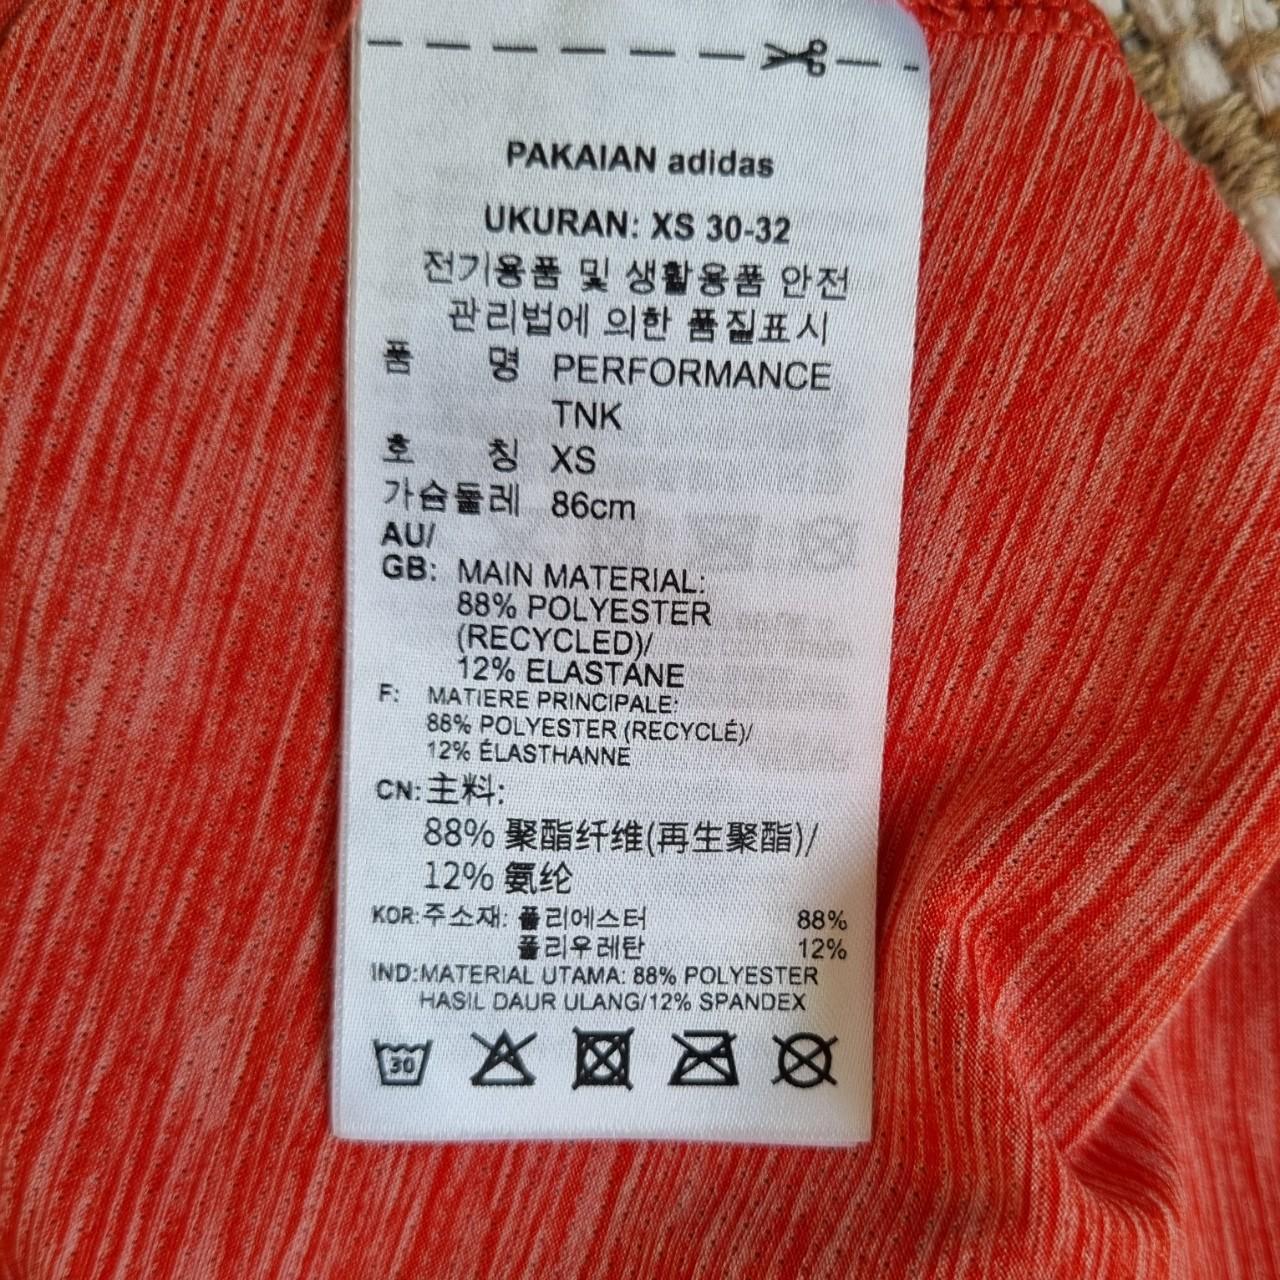 PAKAIAN adidas
UKURAN: XS 30-32
전기용품 및 생활용품 안전
관리법에 의한 품질표시
품 명 PERFORMANCE
TNK
호 칭 XS
가슴둘레 86cm
AU/
GB: MAIN MATERIAL:
88% POLYESTER
(RECYCLED)/
12% ELASTANE
F: MATIERE PRINCIPALE:
88% POLYESTER (RECYCLÉ)/
12% ÉLASTHANNE
CN: 主料:
88% 聚酯纤维(再生聚酯)/
12% 氨纶
KOR: 주소재: 폴리에스터 88%
폴리우레탄 12%
IND: MATERIAL UTAMA: 88% POLYESTER
HASIL DAUR ULANG/12% SPANDEX
30